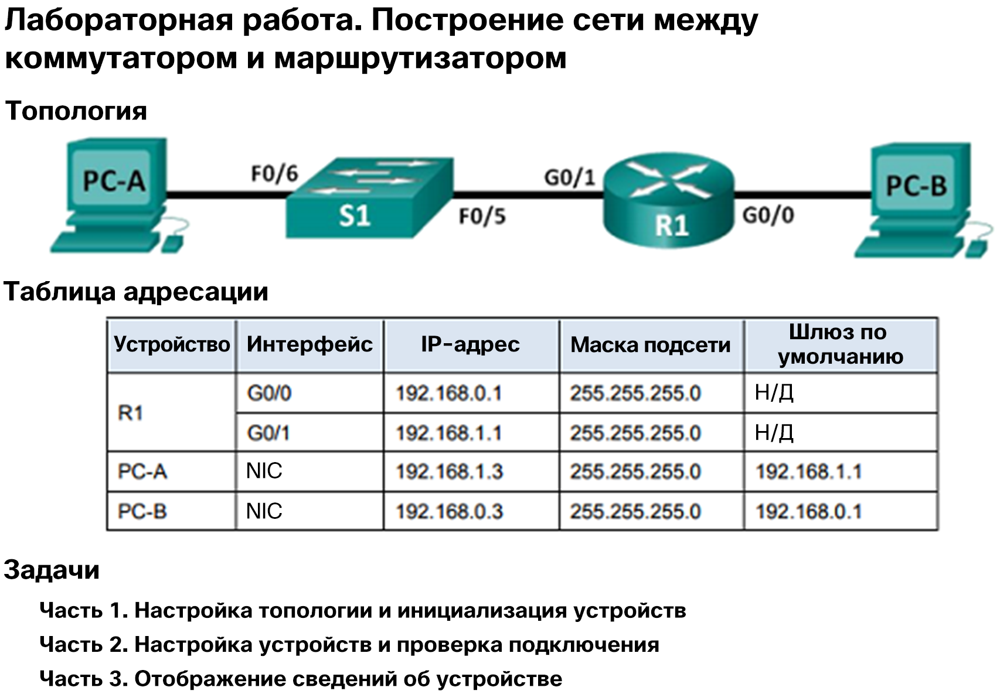 Лабораторная работа. Построение сети между
коммутатором и маршрутизатором
Топология
PC-A
F0/6
S1
F0/5
G0/1
R1
G0/0
PC-B
Таблица адресации
Устройство Интерфейс IP-адрес Маска подсети Шлюз по
умолчанию
R1 G0/0 192.168.0.1 255.255.255.0 Н/Д
G0/1 192.168.1.1 255.255.255.0 Н/Д
PC-A NIC 192.168.1.3 255.255.255.0 192.168.1.1
PC-B NIC 192.168.0.3 255.255.255.0 192.168.0.1
Задачи
Часть 1. Настройка топологии и инициализация устройств
Часть 2. Настройка устройств и проверка подключения
Часть 3. Отображение сведений об устройстве